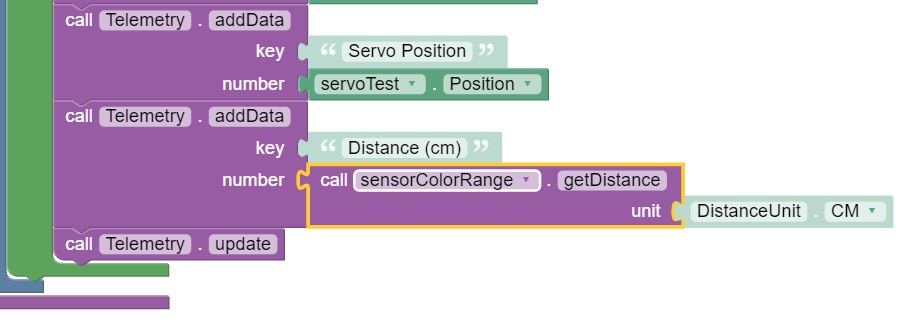 call Telemetry . addData
key “ Servo Position ”
number servoTest . Position
call Telemetry . addData
key “ Distance (cm) ”
number call sensorColorRange . getDistance
unit DistanceUnit . CM
call Telemetry . update